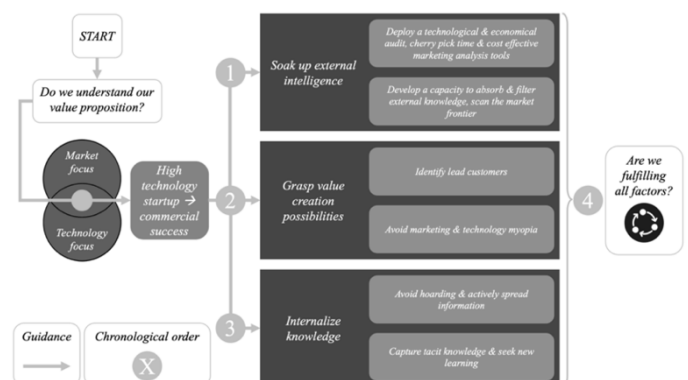 START
Do we understand our
value proposition?
Market
focus
Technology
focus
High
technology
startup →
commercial
success
1
Soak up external
intelligence
Deploy a technological & economical
audit, cherry pick time & cost effective
marketing analysis tools
Develop a capacity to absorb & filter
external knowledge, scan the market
frontier
2
Grasp value
creation
possibilities
Identify lead customers
Avoid marketing & technology myopia
3
Internalize
knowledge
Avoid hoarding & actively spread
information
Capture tacit knowledge & seek new
learning
4
Are we
fulfilling
all factors?
Guidance
Chronological order
X